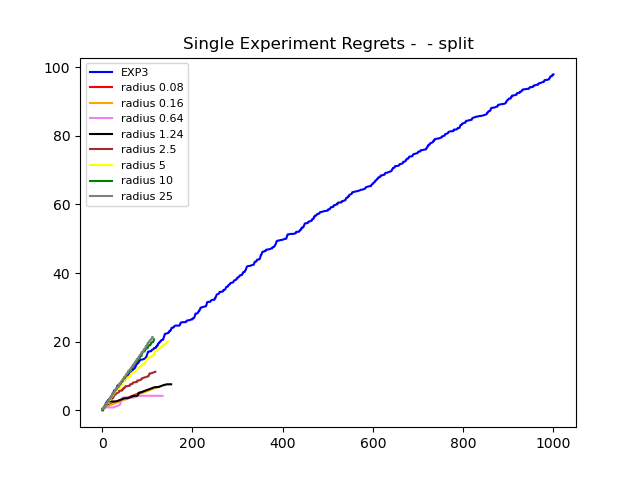 Single Experiment Regrets -  - split
100
80
60
40
20
0
EXP3
radius 0.08
radius 0.16
radius 0.64
radius 1.24
radius 2.5
radius 5
radius 10
radius 25
0
200
400
600
800
1000